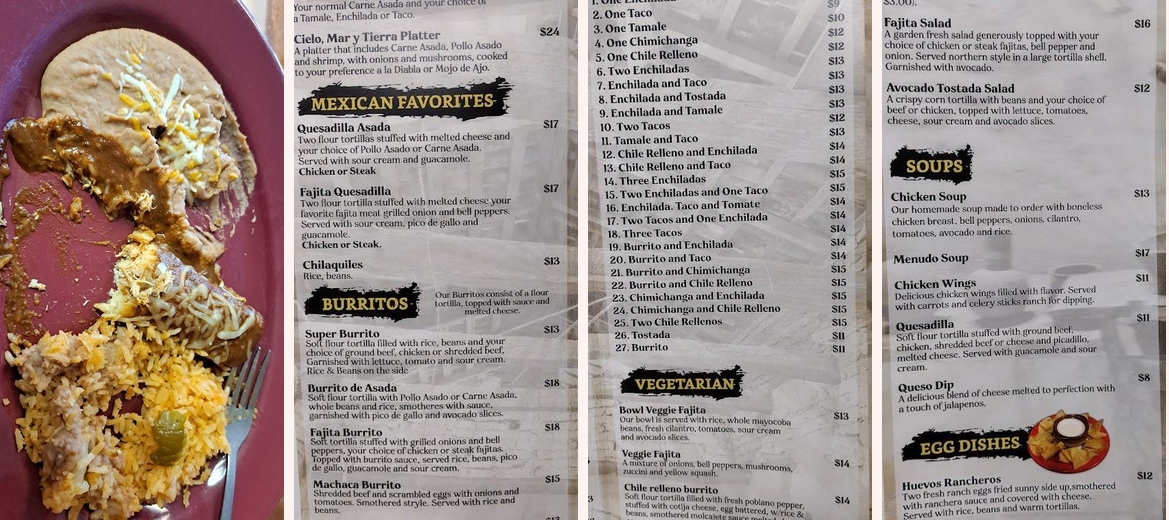 Your normal Carne Asada and your choice of
a Tamale, Enchilada or Taco.
Cielo, Mar y Tierra Platter $24
A platter that includes Carne Asada, Pollo Asado
and shrimp, with onions and mushrooms, cooked
to your preference a la Diabla or Mojo de Ajo.
MEXICAN FAVORITES
Quesadilla Asada $17
Two flour tortillas stuffed with melted cheese and
your choice of Pollo Asado or Carne Asada.
Served with sour cream and guacamole.
Chicken or Steak
Fajita Quesadilla $17
Two flour tortillas stuffed with melted cheese your
favorite fajita meat grilled onion and bell peppers.
Served with sour cream, pico de gallo and
guacamole.
Chicken or Steak.
Chilaquiles $13
Rice, beans.
BURRITOS
Our Burritos consist of a flour
tortilla, topped with sauce and
melted cheese.
Super Burrito $13
Soft flour tortilla filled with rice, beans and your
choice of ground beef, chicken or shredded beef,
Garnished with lettuce, tomato and sour cream.
Rice & Beans on the side
Burrito de Asada $18
Soft flour tortilla with Pollo Asado or Carne Asada,
whole beans and rice, smotheres with sauce,
garnished with pico de gallo and avocado slices.
Fajita Burrito $18
Soft tortilla stuffed with grilled onions and bell
peppers, your choice of chicken or steak fajitas.
Topped with burrito sauce, served rice, beans, pico
de gallo, guacamole and sour cream.
Machaca Burrito $15
Shredded beef and scrambled eggs with onions and
tomatoes. Smothered stryle. Served with rice and
beans.
1. One Enchilada $9
2. One Taco $10
3. One Tamale $12
4. One Chimichanga $12
5. One Chile Relleno $13
6. Two Enchiladas $13
7. Enchilada and Taco $13
8. Enchilada and Tostada $13
9. Enchilada and Tamale $12
10. Two Tacos $13
11. Tamale and Taco $14
12. Chile Relleno and Enchilada $14
13. Chile Relleno and Taco $15
14. Three Enchiladas $15
15. Two Enchiladas and One Taco $14
16. Enchilada. Taco and Tomate $14
17. Two Tacos and One Enchilada $14
18. Three Tacos $14
19. Burrito and Enchilada $14
20. Burrito and Taco $15
21. Burrito and Chimichanga $15
22. Burrito and Chile Relleno $15
23. Chimichanga and Enchilada $15
24. Chimichanga and Chile Relleno $15
25. Two Chile Rellenos $11
26. Tostada $11
27. Burrito
VEGETARIAN
Bowl Veggie Fajita $13
Our bowl is served with rice, whole mayocoba
beans, fresh cilantro, tomatoes, sour cream
and avocado slices.
Veggie Fajita $14
A mixture of onions, bell peppers, mushrooms,
zuccini and yellow squash.
Chile relleno burrito $14
Soft flour tortilla filled with fresh poblano pepper,
stuffed with cotija cheese, egg battered, w/rice &
beans, smothered molcajete sauce
$3.00).
Fajita Salad $16
A garden fresh salad generously topped with your
choice of chicken or steak fajitas, bell pepper and
onion. Served northern style in a large tortilla shell.
Garnished with avocado.
Avocado Tostada Salad $12
A crispy corn tortilla with beans and your choice of
beef or chicken, topped with lettuce, tomatoes,
cheese, sour cream and avocado slices.
SOUPS
Chicken Soup $13
Our homemade soup made to order with boneless
chicken breast, bell peppers, onions, cilantro,
tomatoes, avocado and rice.
Menudo Soup $17
Chicken Wings $11
Delicious chicken wings filled with flavor. Served
with carrots and celery sticks ranch for dipping.
Quesadilla $11
Soft flour tortilla stuffed with ground beef,
chicken, shredded beef or cheese and picadillo,
melted cheese. Served with guacamole and sour
cream.
Queso Dip $8
A delicious blend of cheese melted to perfection with
a touch of jalapenos.
EGG DISHES
Huevos Rancheros $12
Two fresh ranch eggs fried sunny side up,smothered
with ranchera sauce and covered with cheese.
Served with rice, beans and warm tortillas.